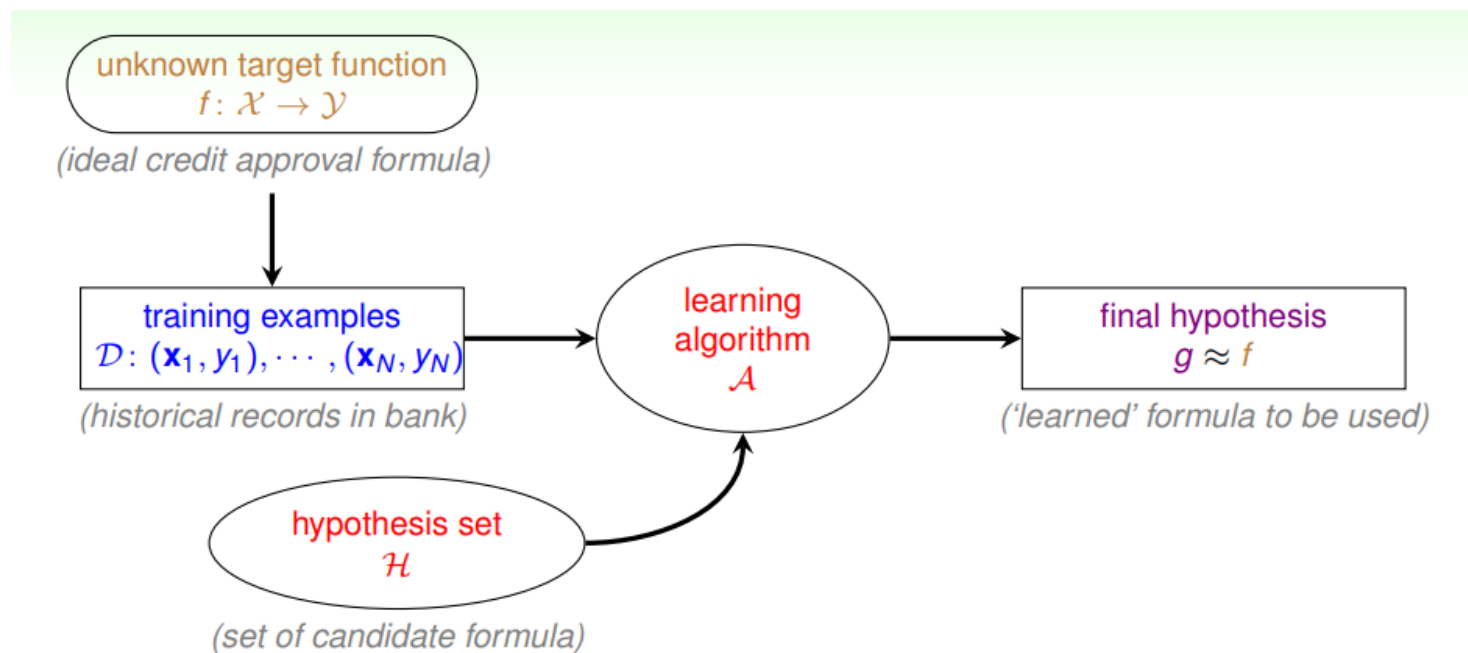 unknown target function
f: 𝒳 → 𝒴
(ideal credit approval formula)
training examples
𝒟: (𝐱₁, y₁), ⋯ , (𝐱_N, y_N)
(historical records in bank)
learning
algorithm
𝒜
final hypothesis
g ≈ f
(‘learned’ formula to be used)
hypothesis set
ℋ
(set of candidate formula)